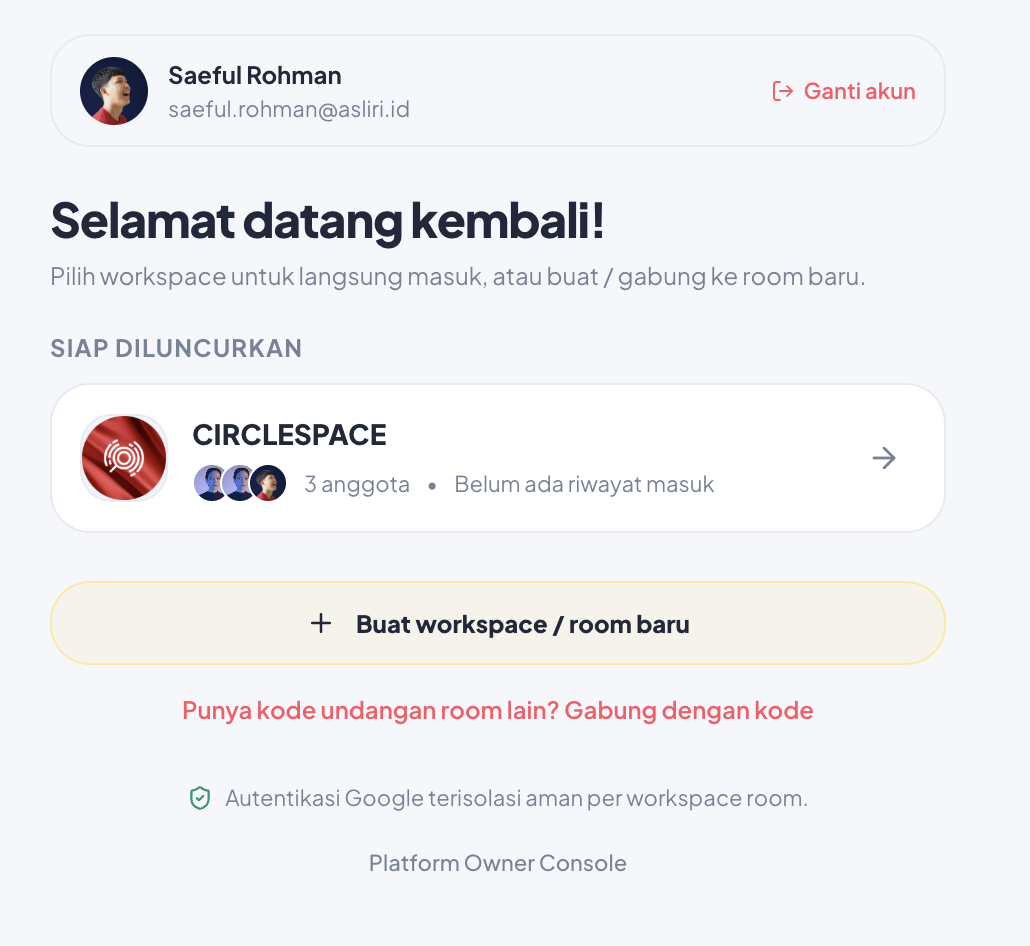 Saeful Rohman
saeful.rohman@asliri.id
Ganti akun
Selamat datang kembali!
Pilih workspace untuk langsung masuk, atau buat / gabung ke room baru.
SIAP DILUNCURKAN
CIRCLESPACE
3 anggota • Belum ada riwayat masuk
Buat workspace / room baru
Punya kode undangan room lain? Gabung dengan kode
Autentikasi Google terisolasi aman per workspace room.
Platform Owner Console